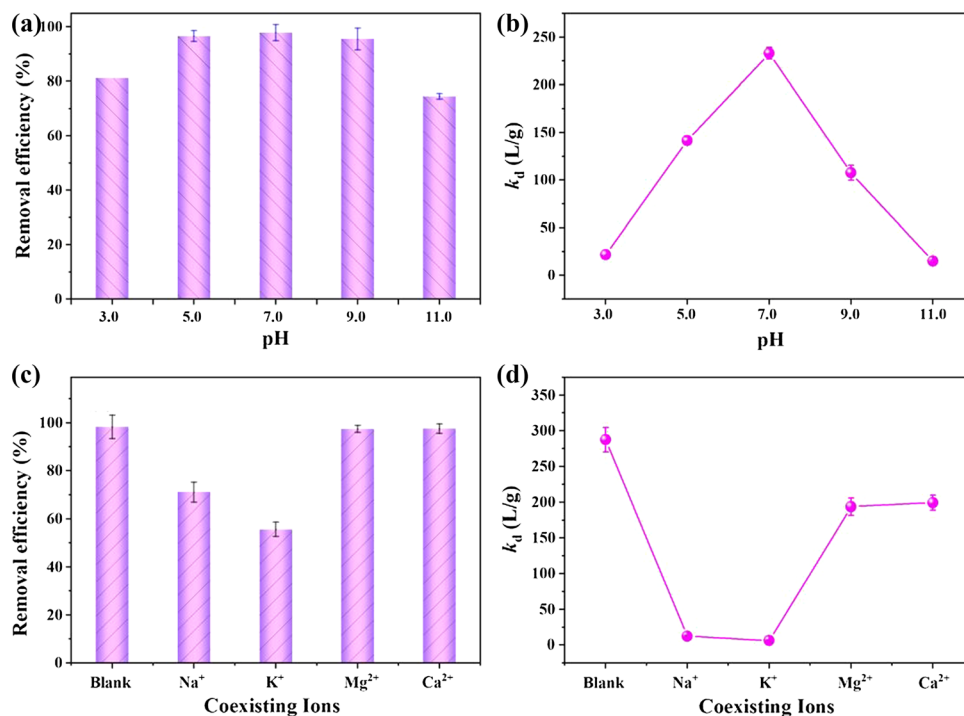 (a)
Removal efficiency (%)
100
80
60
40
20
0
3.0 5.0 7.0 9.0 11.0
pH
(b)
k_d (L/g)
250
200
150
100
50
0
3.0 5.0 7.0 9.0 11.0
pH
(c)
Removal efficiency (%)
100
80
60
40
20
0
Blank Na⁺ K⁺ Mg²⁺ Ca²⁺
Coexisting Ions
(d)
k_d (L/g)
350
300
250
200
150
100
50
0
Blank Na⁺ K⁺ Mg²⁺ Ca²⁺
Coexisting Ions